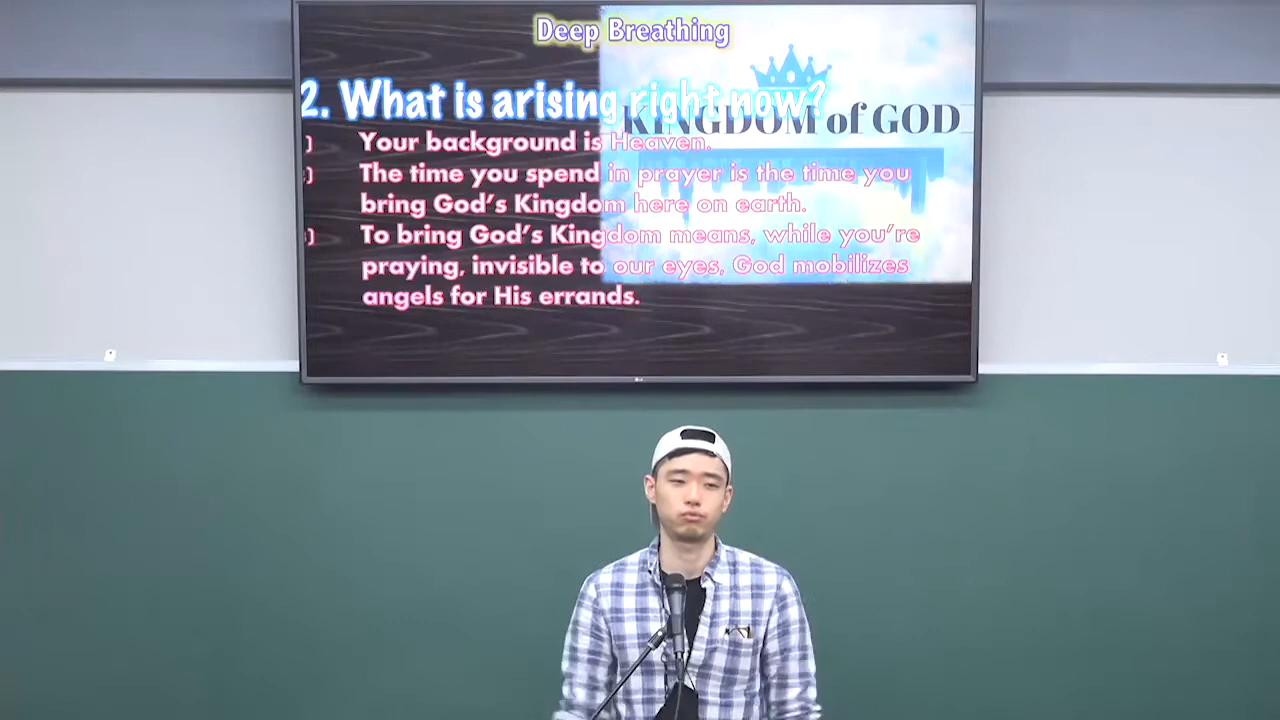 Deep Breathing
2. What is arising right now?
KINGDOM of GOD
) Your background is Heaven.
) The time you spend in prayer is the time you
bring God's Kingdom here on earth.
) To bring God's Kingdom means, while you're
praying, invisible to our eyes, God mobilizes
angels for His errands.